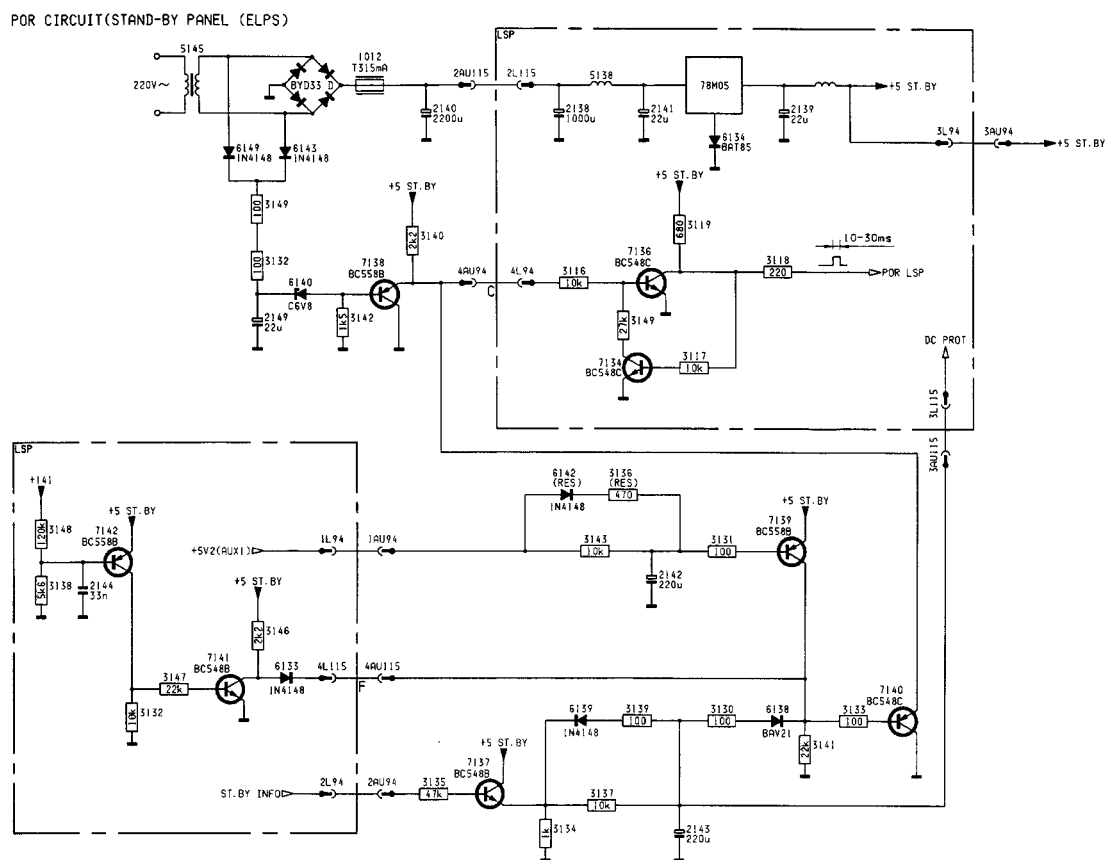 POR CIRCUIT(STAND-BY PANEL (ELPS)
5145
220V~
BYD33 D
1012
T315mA
2AU115
2L115
LSP
5138
78M05
+5 ST.BY
2140
2200u
2138
1000u
2141
22u
2139
22u
6134
BAT85
3L94
3AU94
+5 ST.BY
6149
1N4148
6143
1N4148
100
3149
100
3132
+5 ST.BY
2k2
3140
7138
BC558B
6140
C6V8
2149
22u
1k5
3142
4AU94
4L94
C
3116
10k
7136
BC548C
+5 ST.BY
680
3119
10-30ms
3118
220
POR LSP
27k
3149
7134
BC548C
3117
10k
DC PROT
3L115
3AU115
LSP
+141
120k
3148
7142
BC558B
+5 ST.BY
5k6
3138
2144
33n
+5V2(AUX1)
1L94
1AU94
6142
(RES)
1N4148
3136
(RES)
470
3143
10k
2142
220u
3131
100
7139
BC558B
+5 ST.BY
+5 ST.BY
2k2
3146
7141
BC548B
3147
22k
10k
3132
6133
1N4148
4L115
4AU115
F
6139
1N4148
3139
100
3130
100
6138
BAV21
3133
100
7140
BC548C
22k
3141
+5 ST.BY
7137
BC548B
ST.BY INFO
2L94
2AU94
3135
47k
3137
10k
1k
3134
2143
220u